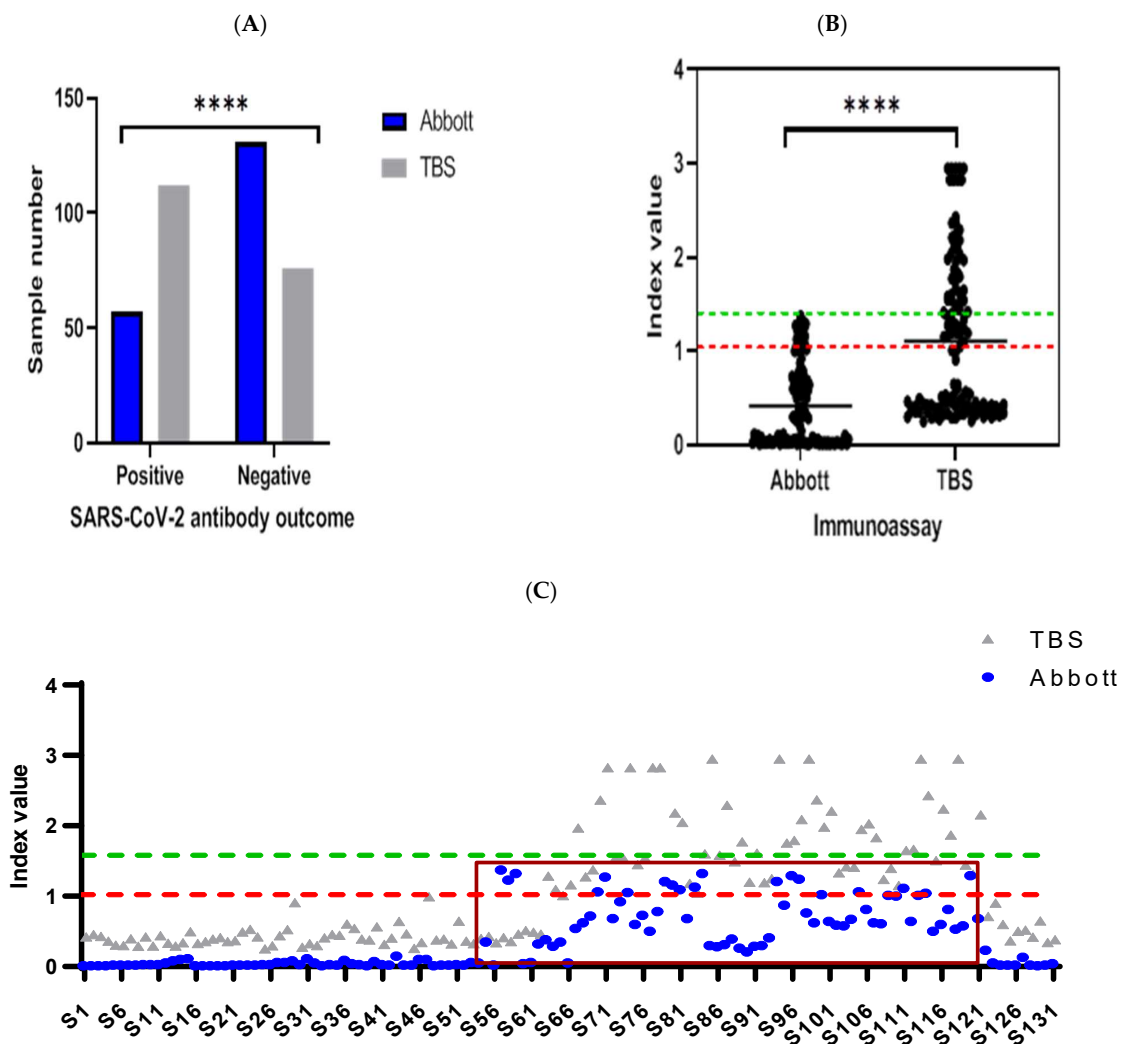 (A)
(B)
150
100
50
0
Sample number
****
Abbott
TBS
Positive
Negative
SARS-CoV-2 antibody outcome
4
3
2
1
0
Index value
****
Abbott
TBS
Immunoassay
(C)
TBS
Abbott
4
3
2
1
0
Index value
S1
S6
S11
S16
S21
S26
S31
S36
S41
S46
S51
S56
S61
S66
S71
S76
S81
S86
S91
S96
S101
S106
S111
S116
S121
S126
S131